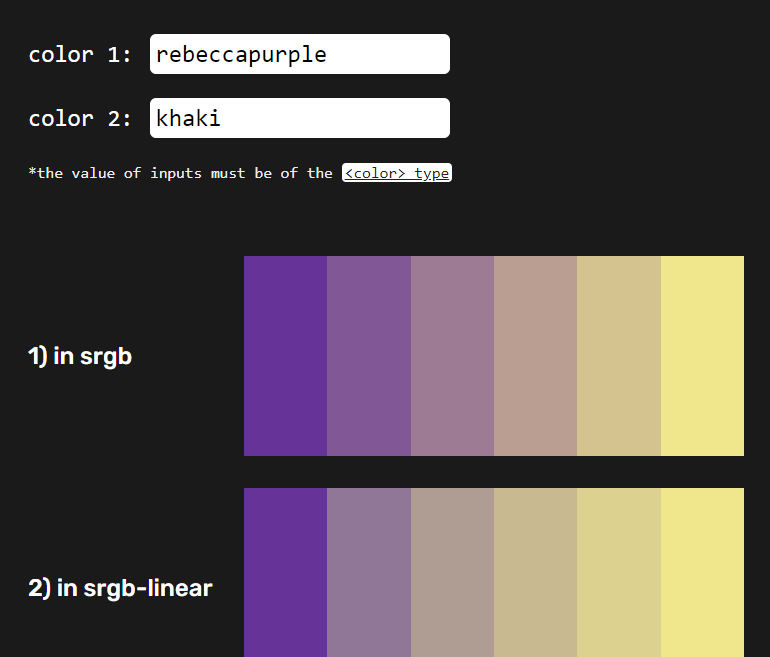 color 1: rebeccapurple
color 2: khaki
*the value of inputs must be of the <color> type
1) in srgb
2) in srgb-linear